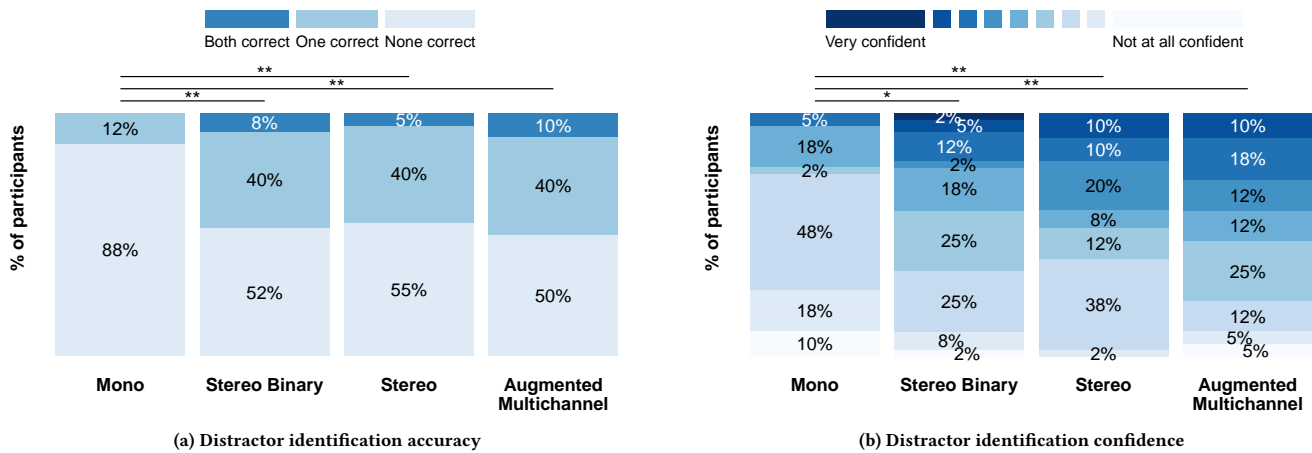 Both correct One correct None correct
**
**
**
% of participants
12%
88%
8%
40%
52%
5%
40%
55%
10%
40%
50%
Mono
Stereo Binary
Stereo
Augmented
Multichannel
(a) Distractor identification accuracy
Very confident Not at all confident
**
**
*
% of participants
5%
18%
2%
48%
18%
10%
2%
5%
12%
2%
18%
25%
25%
8%
2%
10%
10%
20%
8%
12%
38%
2%
10%
18%
12%
12%
25%
12%
5%
5%
Mono
Stereo Binary
Stereo
Augmented
Multichannel
(b) Distractor identification confidence